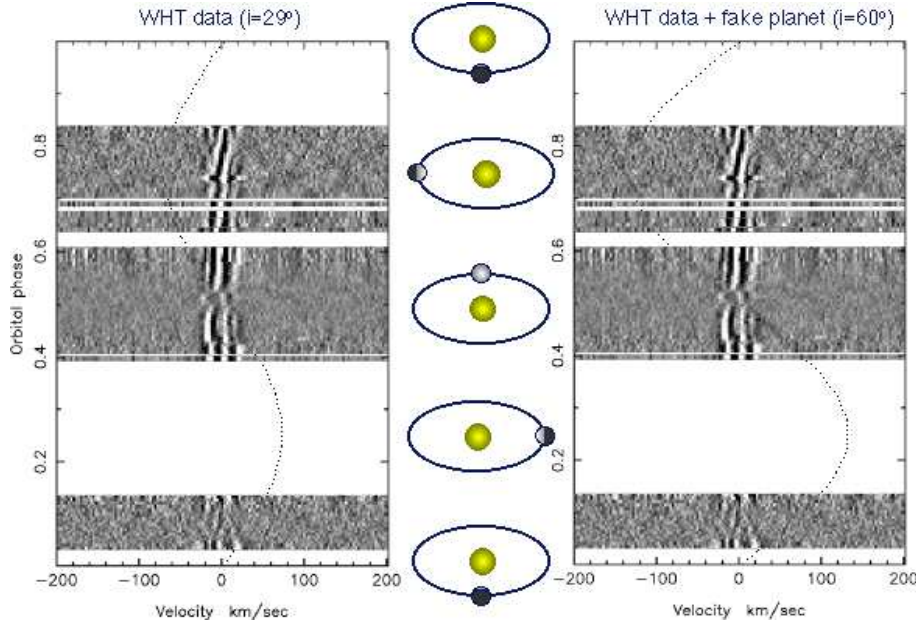 WHT data (i=29º)
WHT data + fake planet (i=60º)
Orbital phase
0.8
0.6
0.4
0.2
−200 −100 0 100 200
Velocity km/sec
0.8
0.6
0.4
0.2
−200 −100 0 100 200
Velocity km/sec